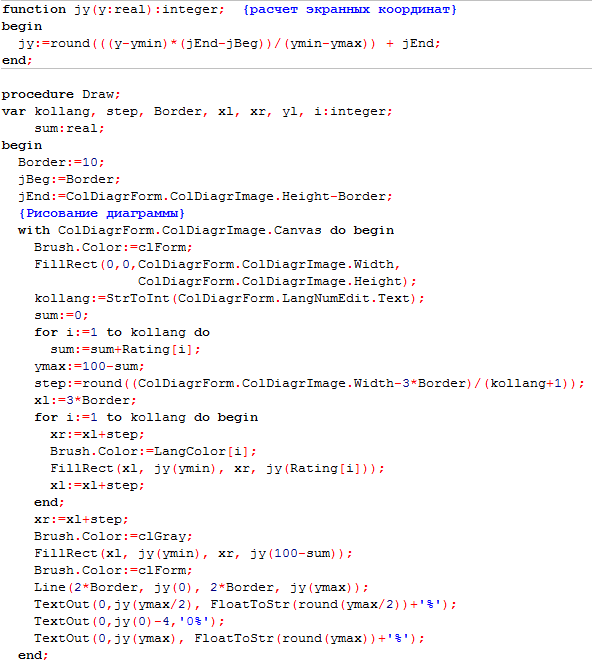 function jy(y:real):integer;  {расчет экранных координат}
begin
  jy:=round(((y-ymin)*(jEnd-jBeg))/(ymin-ymax)) + jEnd;
end;

procedure Draw;
var kollang, step, Border, xl, xr, yl, i:integer;
    sum:real;
begin
  Border:=10;
  jBeg:=Border;
  jEnd:=ColDiagrForm.ColDiagrImage.Height-Border;
  {Рисование диаграммы}
  with ColDiagrForm.ColDiagrImage.Canvas do begin
    Brush.Color:=clForm;
    FillRect(0,0,ColDiagrForm.ColDiagrImage.Width,
                 ColDiagrForm.ColDiagrImage.Height);
    kollang:=StrToInt(ColDiagrForm.LangNumEdit.Text);
    sum:=0;
    for i:=1 to kollang do
      sum:=sum+Rating[i];
    ymax:=100-sum;
    step:=round((ColDiagrForm.ColDiagrImage.Width-3*Border)/(kollang+1));
    xl:=3*Border;
    for i:=1 to kollang do begin
      xr:=xl+step;
      Brush.Color:=LangColor[i];
      FillRect(xl, jy(ymin), xr, jy(Rating[i]));
      xl:=xl+step;
    end;
    xr:=xl+step;
    Brush.Color:=clGray;
    FillRect(xl, jy(ymin), xr, jy(100-sum));
    Brush.Color:=clForm;
    Line(2*Border, jy(0), 2*Border, jy(ymax));
    TextOut(0,jy(ymax/2), FloatToStr(round(ymax/2))+'%');
    TextOut(0,jy(0)-4,'0%');
    TextOut(0,jy(ymax), FloatToStr(round(ymax))+'%');
  end;